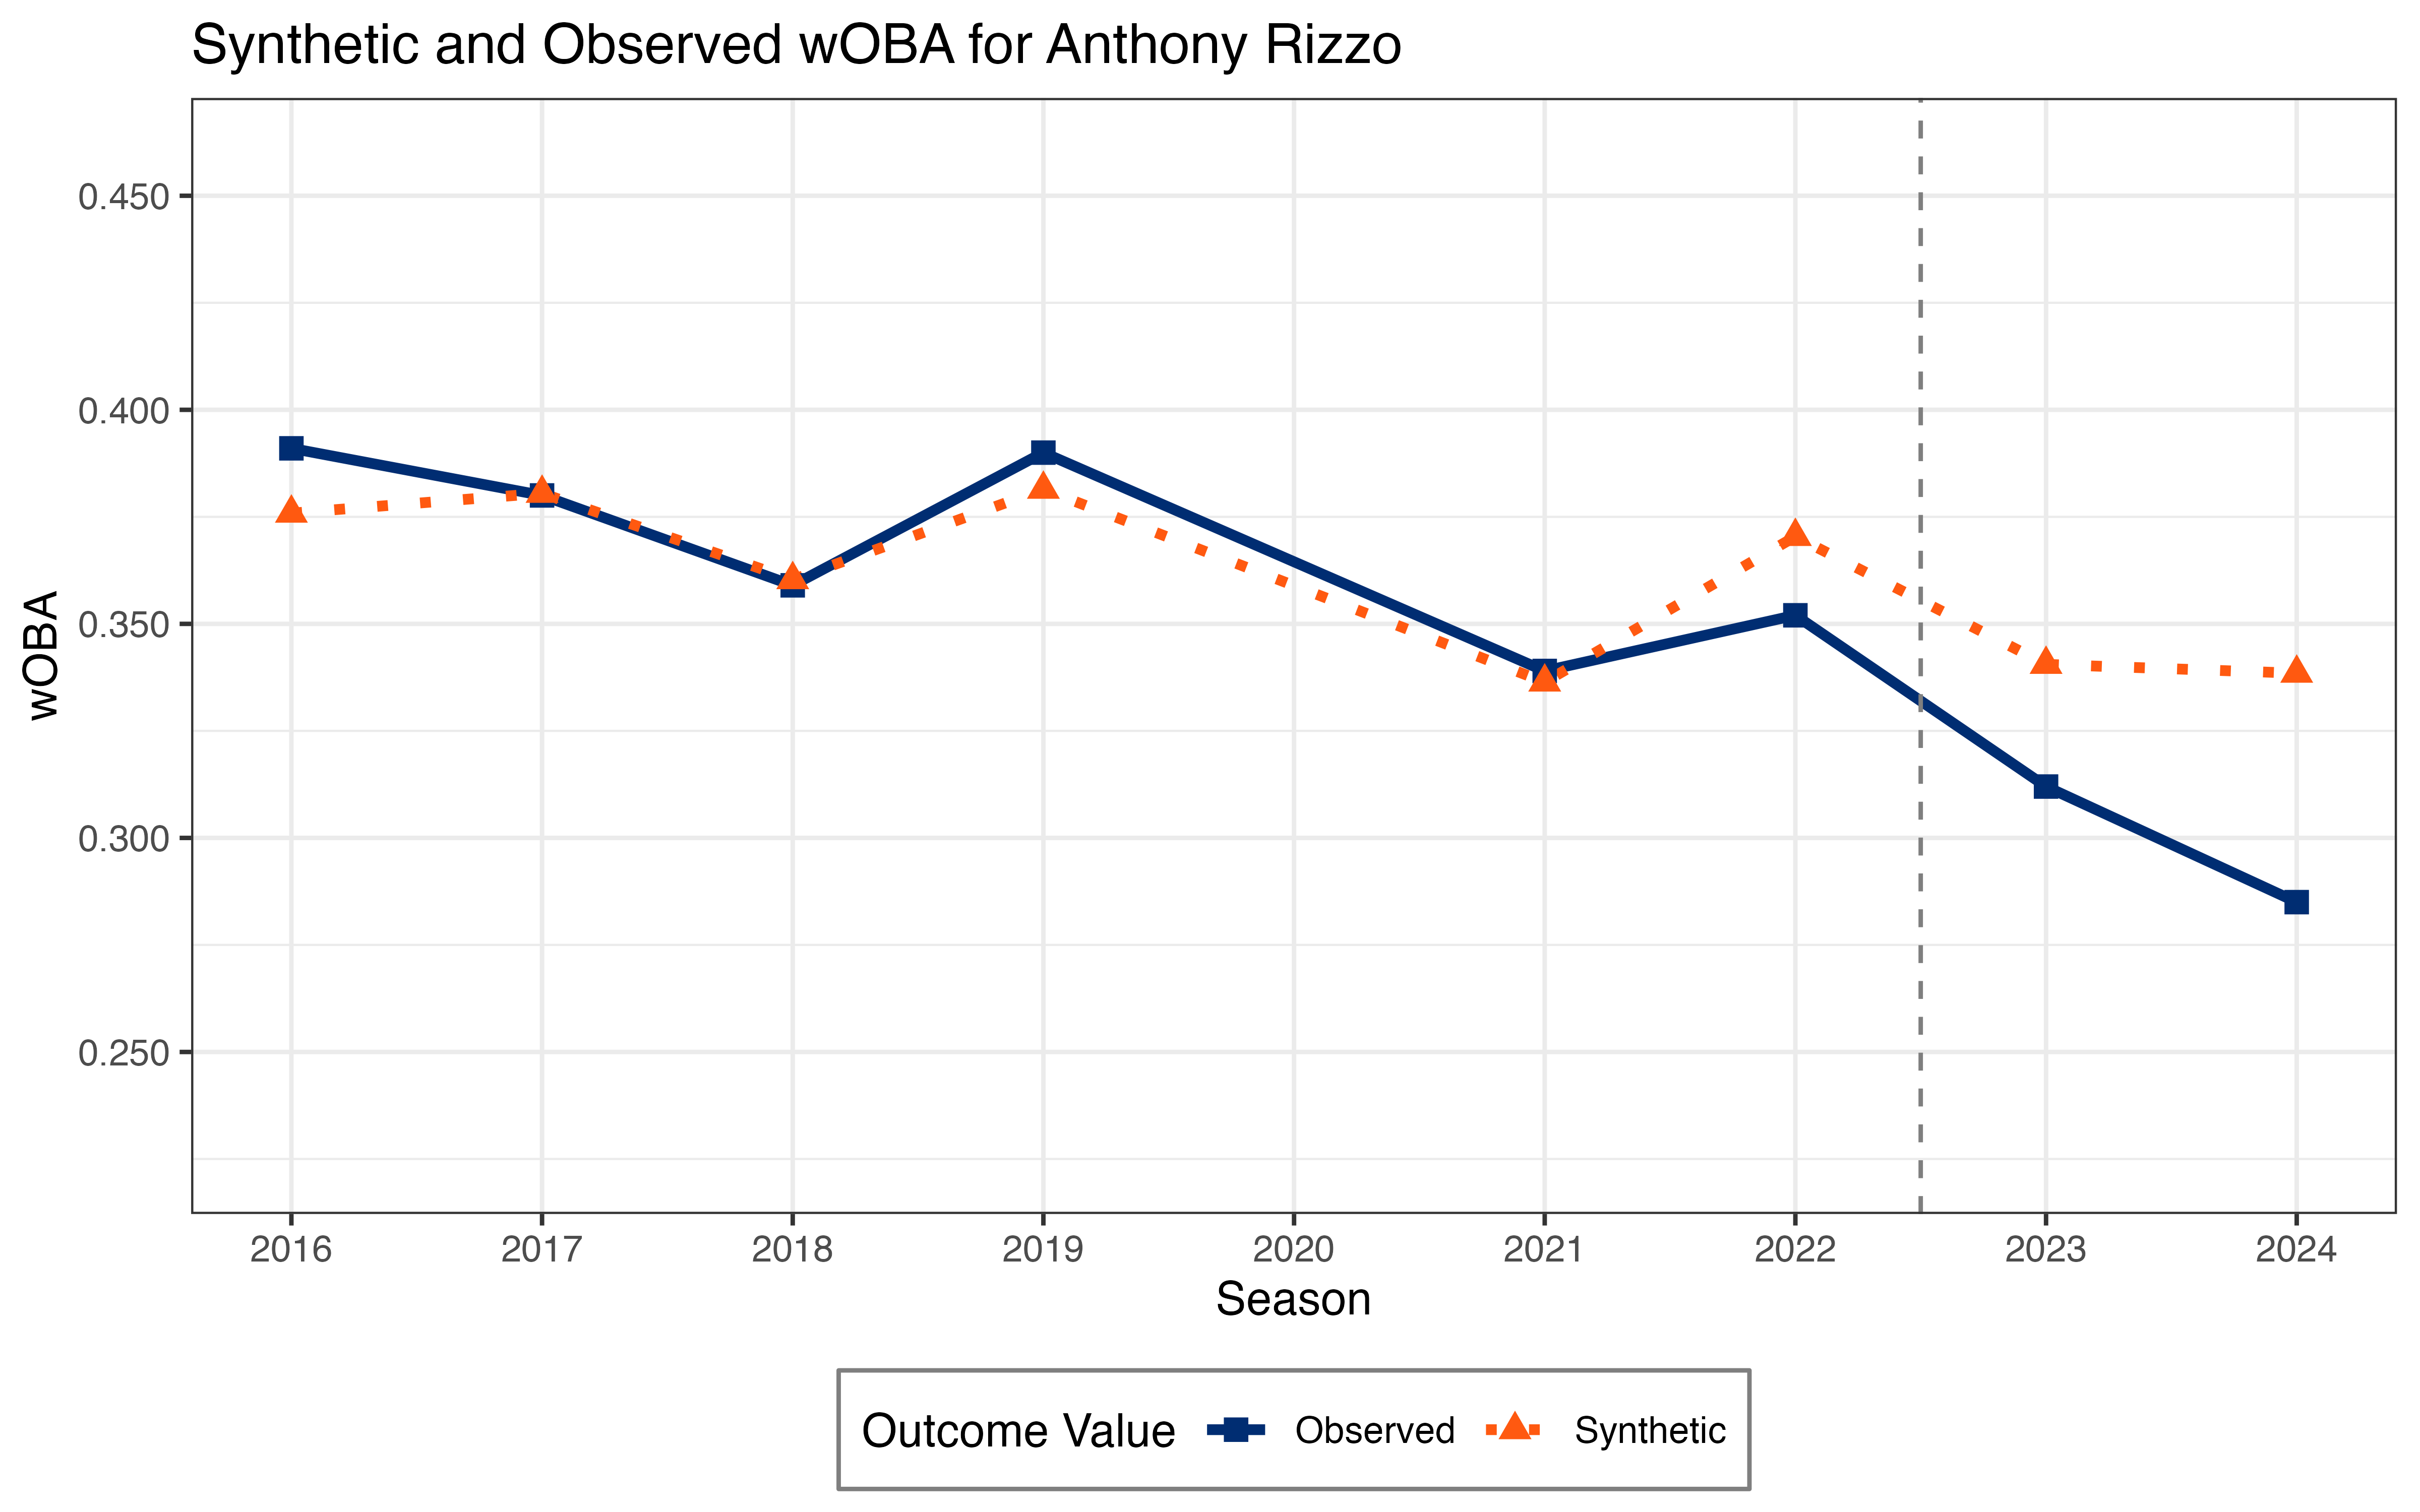 Synthetic and Observed wOBA for Anthony Rizzo
wOBA
0.450
0.400
0.350
0.300
0.250
2016 2017 2018 2019 2020 2021 2022 2023 2024
Season
Outcome Value Observed Synthetic